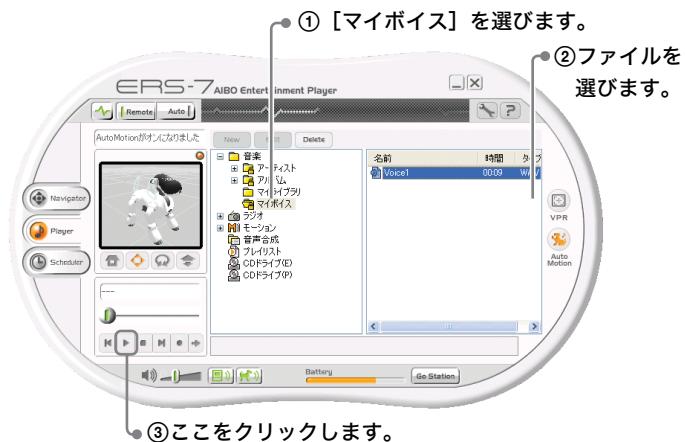 ①［マイボイス］を選びます。
②ファイルを
選びます。
ERS-7 AIBO Entertainment Player
Remote Auto
?
AutoMotionがオンになりました
New Edit Delete
音楽
アーティスト
アルバム
マイライブラリ
マイボイス
ラジオ
モーション
音声合成
プレイリスト
CDドライブ(E)
CDドライブ(P)
名前 時間 タイプ
Voice1 00:09 WAV
Navigator
Player
Scheduler
VPR
Auto
Motion
---
Battery
Go Station
③ここをクリックします。